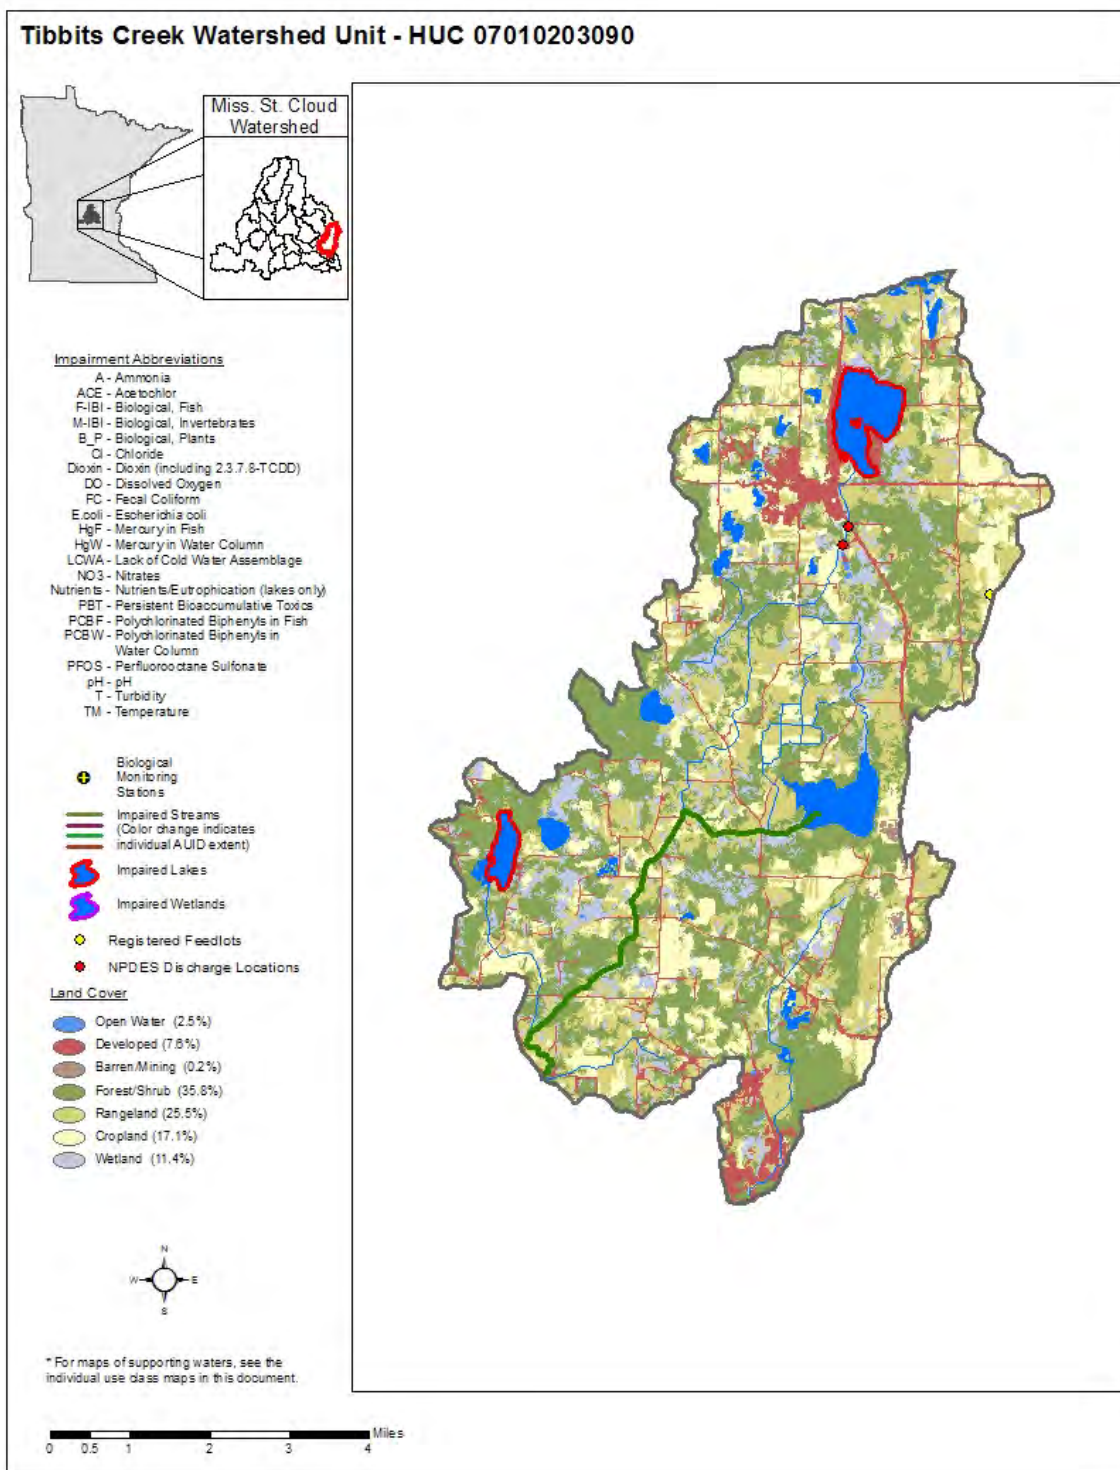 Tibbits Creek Watershed Unit - HUC 07010203090
Miss. St. Cloud
Watershed
Impairment Abbreviations
A - Ammonia
ACE - Acetochlor
F-IBI - Biological, Fish
M-IBI - Biological, Invertebrates
B_P - Biological, Plants
Cl - Chloride
Dioxin - Dioxin (including 2.3.7.8-TCDD)
DO - Dissolved Oxygen
FC - Fecal Coliform
E.coli - Escherichia coli
HgF - Mercury in Fish
HgW - Mercury in Water Column
LCWA - Lack of Cold Water Assemblage
NO3 - Nitrates
Nutrients - Nutrients/Eutrophication (lakes only)
PBT - Persistent Bioaccumulative Toxics
PCBF - Polychlorinated Biphenyls in Fish
PCBW - Polychlorinated Biphenyls in
Water Column
PFOS - Perfluorooctane Sulfonate
pH - pH
T - Turbidity
TM - Temperature
Biological
Monitoring
Stations
Impaired Streams
(Color change indicates
individual AUID extent)
Impaired Lakes
Impaired Wetlands
Registered Feedlots
NPDES Discharge Locations
Land Cover
Open Water (2.5%)
Developed (7.6%)
Barren/Mining (0.2%)
Forest/Shrub (35.8%)
Rangeland (25.5%)
Cropland (17.1%)
Wetland (11.4%)
N
W E
S
* For maps of supporting waters, see the
individual use class maps in this document.
Miles
0 0.5 1 2 3 4